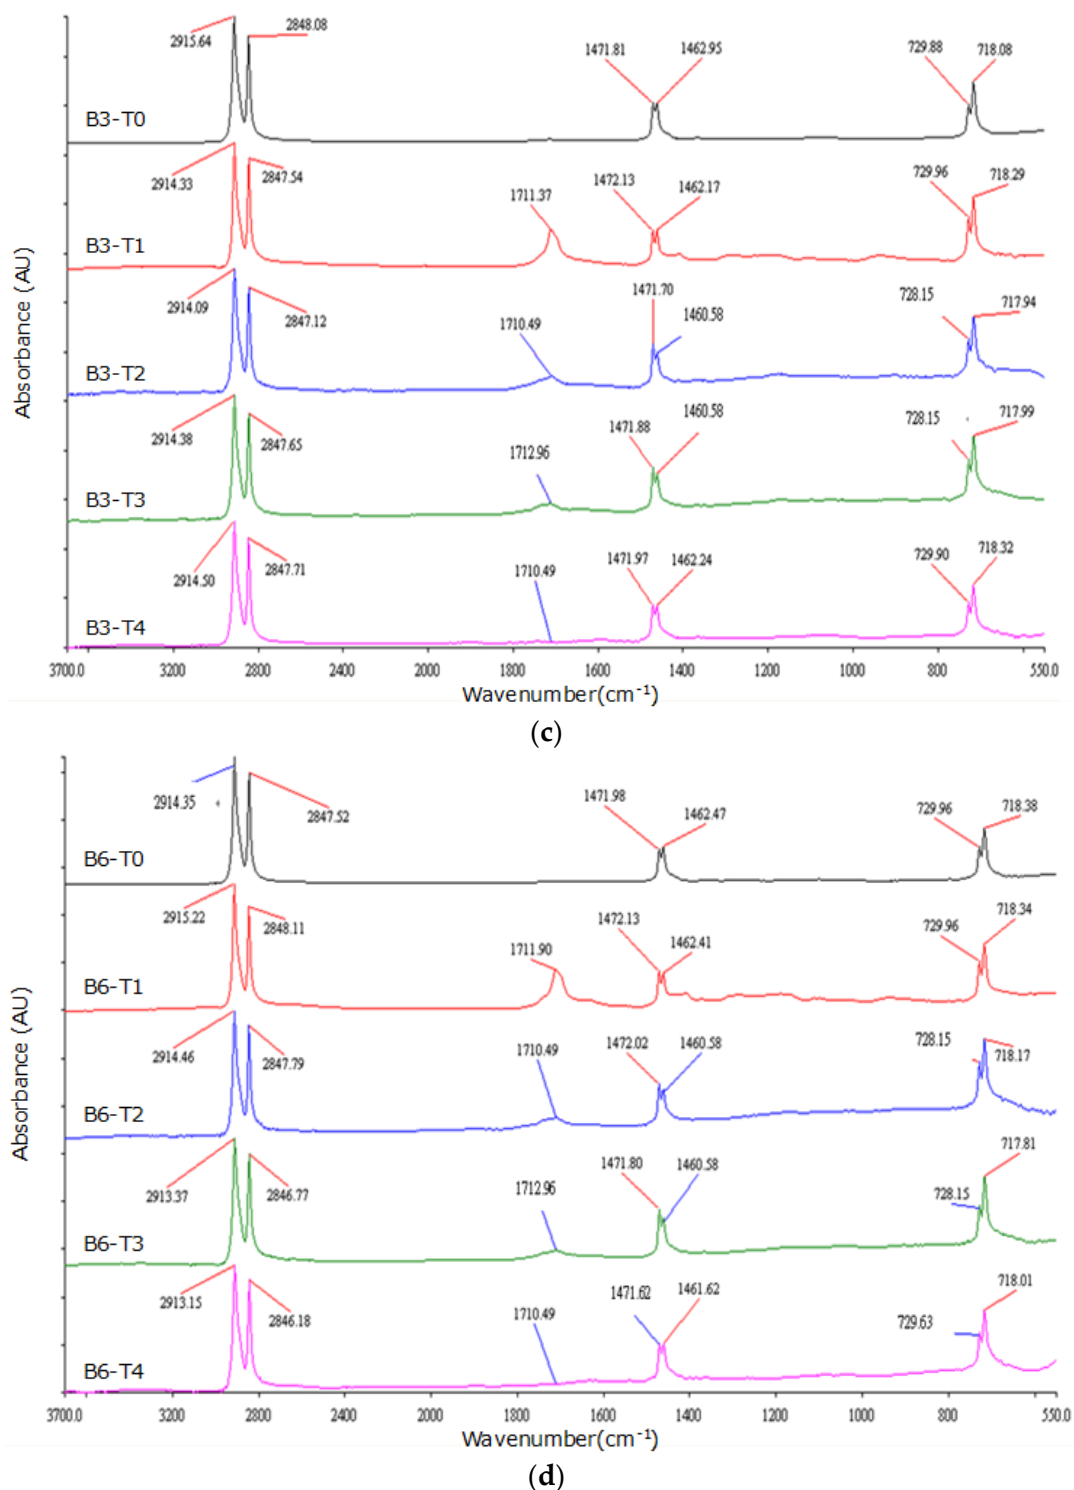 2915.64 2848.08 1471.81 1462.95 729.88 718.08
B3-T0
2914.33 2847.54 1711.37 1472.13 1462.17 729.96 718.29
B3-T1
2914.09 2847.12 1710.49 1471.70 1460.58 728.15 717.94
B3-T2
2914.38 2847.65 1712.96 1471.88 1460.58 728.15 717.99
B3-T3
2914.50 2847.71 1710.49 1471.97 1462.24 729.90 718.32
B3-T4
Absorbance (AU)
3700.0 3200 2800 2400 2000 1800 1600 1400 1200 1000 800 550.0
Wavenumber(cm⁻¹)
(c)
2914.35 2847.52 1471.98 1462.47 729.96 718.38
B6-T0
2915.22 2848.11 1711.90 1472.13 1462.41 729.96 718.34
B6-T1
2914.46 2847.79 1710.49 1472.02 1460.58 728.15 718.17
B6-T2
2913.37 2846.77 1712.96 1471.80 1460.58 728.15 717.81
B6-T3
2913.15 2846.18 1710.49 1471.62 1461.62 729.63 718.01
B6-T4
Absorbance (AU)
3700.0 3200 2800 2400 2000 1800 1600 1400 1200 1000 800 550.0
Wavenumber(cm⁻¹)
(d)